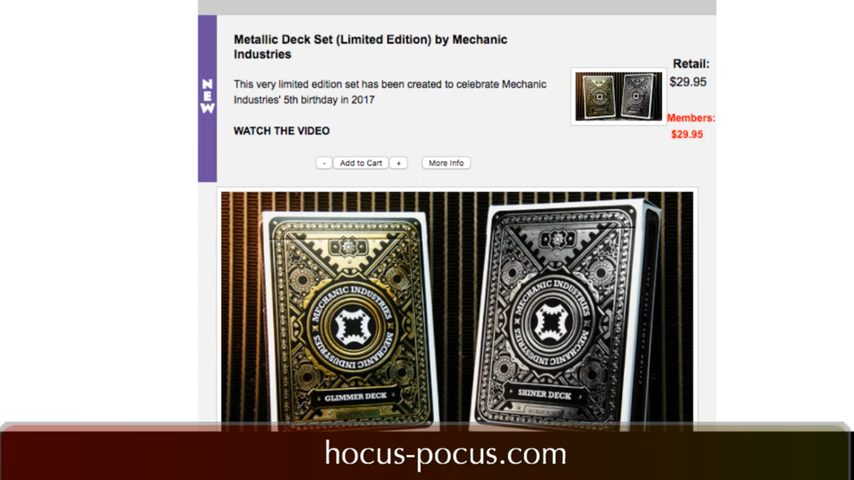 Metallic Deck Set (Limited Edition) by Mechanic
Industries
Retail:
$29.95
This very limited edition set has been created to celebrate Mechanic
Industries' 5th birthday in 2017
Members:
$29.95
WATCH THE VIDEO
- Add to Cart + More Info
NEW
MECHANIC INDUSTRIES
MECHANIC INDUSTRIES
GLIMMER DECK
MECHANIC INDUSTRIES
MECHANIC INDUSTRIES
SHINER DECK
hocus-pocus.com